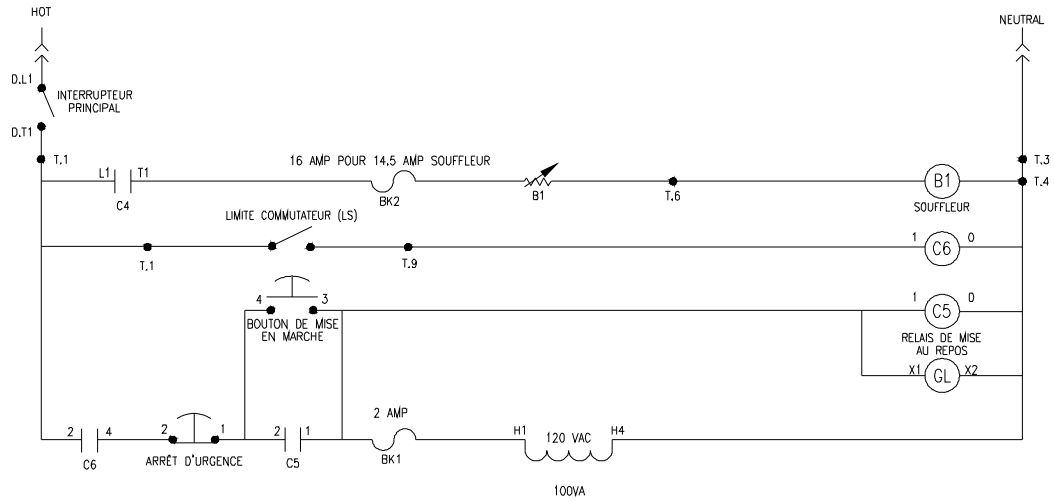 HOT
NEUTRAL
D.L1
INTERRUPTEUR
PRINCIPAL
D.T1
T.1
16 AMP POUR 14.5 AMP SOUFFLEUR
T.3
L1 T1
B1
T.4
C4
BK2
B1
T.6
SOUFFLEUR
LIMITE COMMUTATEUR (LS)
1 C6 O
T.1
T.9
4 3
1 C5 D
BOUTON DE MISE
EN MARCHE
RELAIS DE MISE
AU REPOS
X1 GL X2
2 AMP
2 4
2 1
2 1
H1 120 VAC H4
C6
ARRÊT D'URGENCE
C5
BK1
100VA